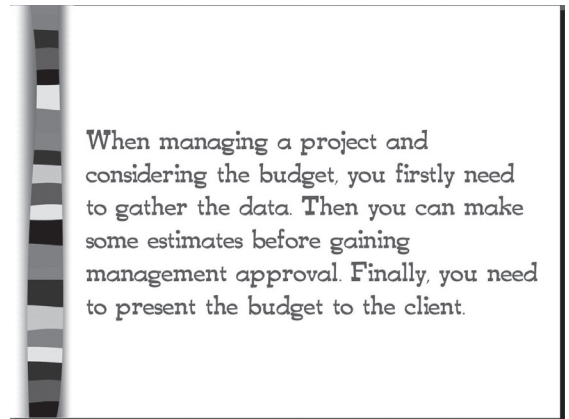 When managing a project and
considering the budget, you firstly need
to gather the data. Then you can make
some estimates before gaining
management approval. Finally, you need
to present the budget to the client.